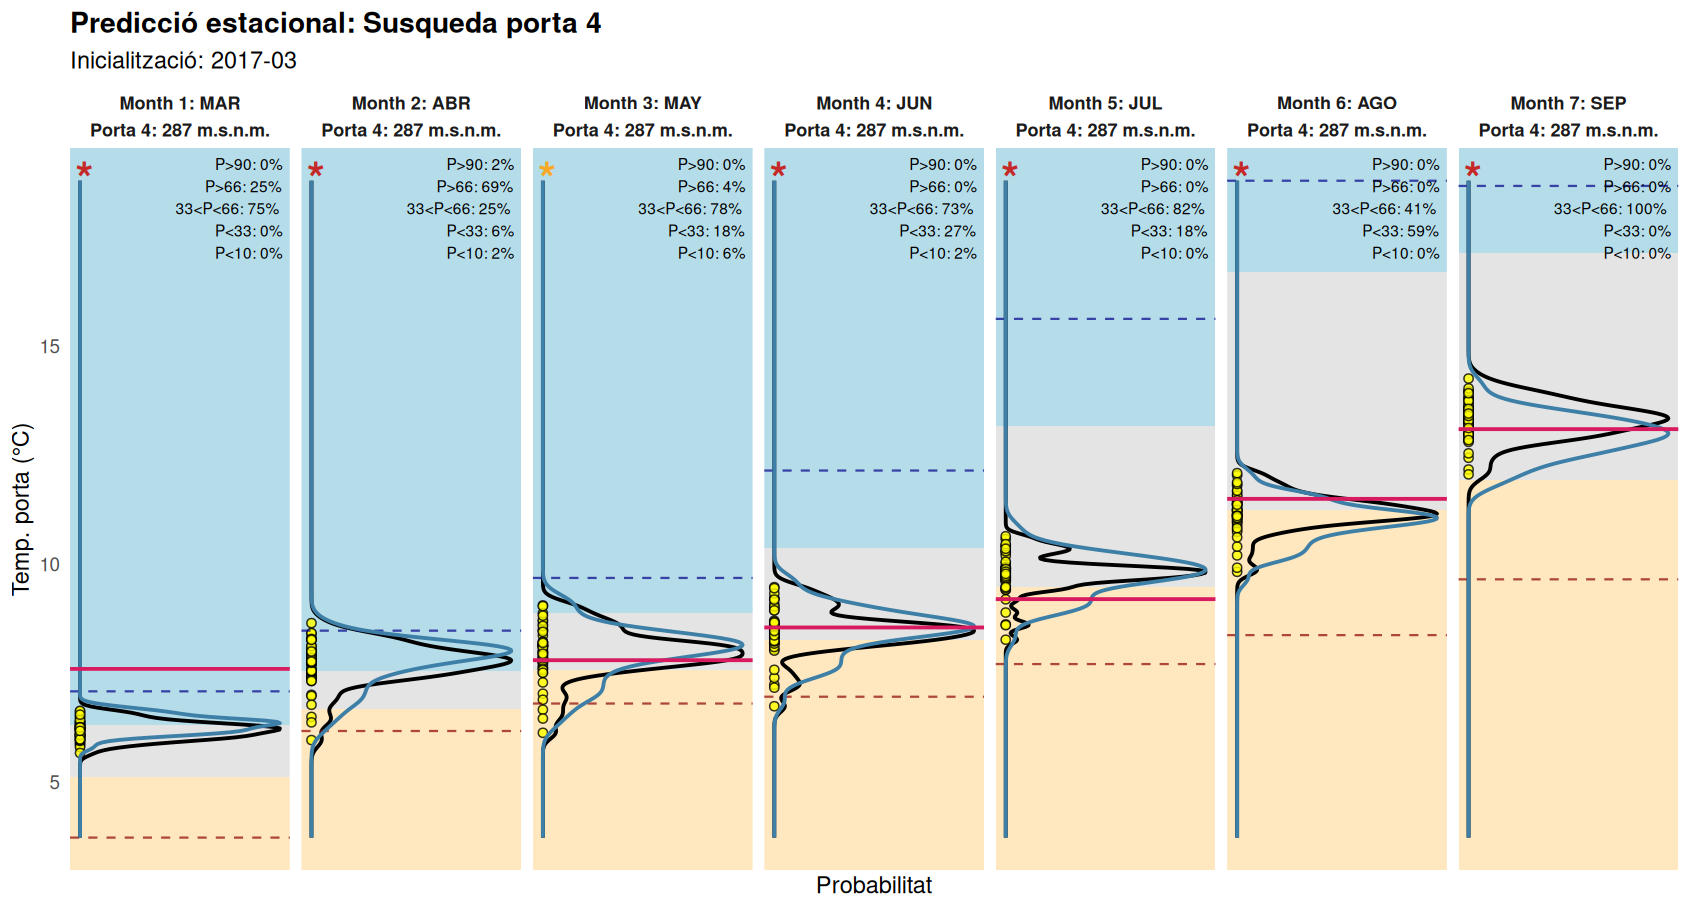 Predicció estacional: Susqueda porta 4
Inicialització: 2017-03
Month 1: MAR
Porta 4: 287 m.s.n.m.
Month 2: ABR
Porta 4: 287 m.s.n.m.
Month 3: MAY
Porta 4: 287 m.s.n.m.
Month 4: JUN
Porta 4: 287 m.s.n.m.
Month 5: JUL
Porta 4: 287 m.s.n.m.
Month 6: AGO
Porta 4: 287 m.s.n.m.
Month 7: SEP
Porta 4: 287 m.s.n.m.
*
P>90: 0%
P>66: 25%
33<P<66: 75%
P<33: 0%
P<10: 0%
*
P>90: 2%
P>66: 69%
33<P<66: 25%
P<33: 6%
P<10: 2%
*
P>90: 0%
P>66: 4%
33<P<66: 78%
P<33: 18%
P<10: 6%
*
P>90: 0%
P>66: 0%
33<P<66: 73%
P<33: 27%
P<10: 2%
*
P>90: 0%
P>66: 0%
33<P<66: 82%
P<33: 18%
P<10: 0%
*
P>90: 0%
P>66: 0%
33<P<66: 41%
P<33: 59%
P<10: 0%
*
P>90: 0%
P>66: 0%
33<P<66: 100%
P<33: 0%
P<10: 0%
15
10
5
Temp. porta (°C)
Probabilitat